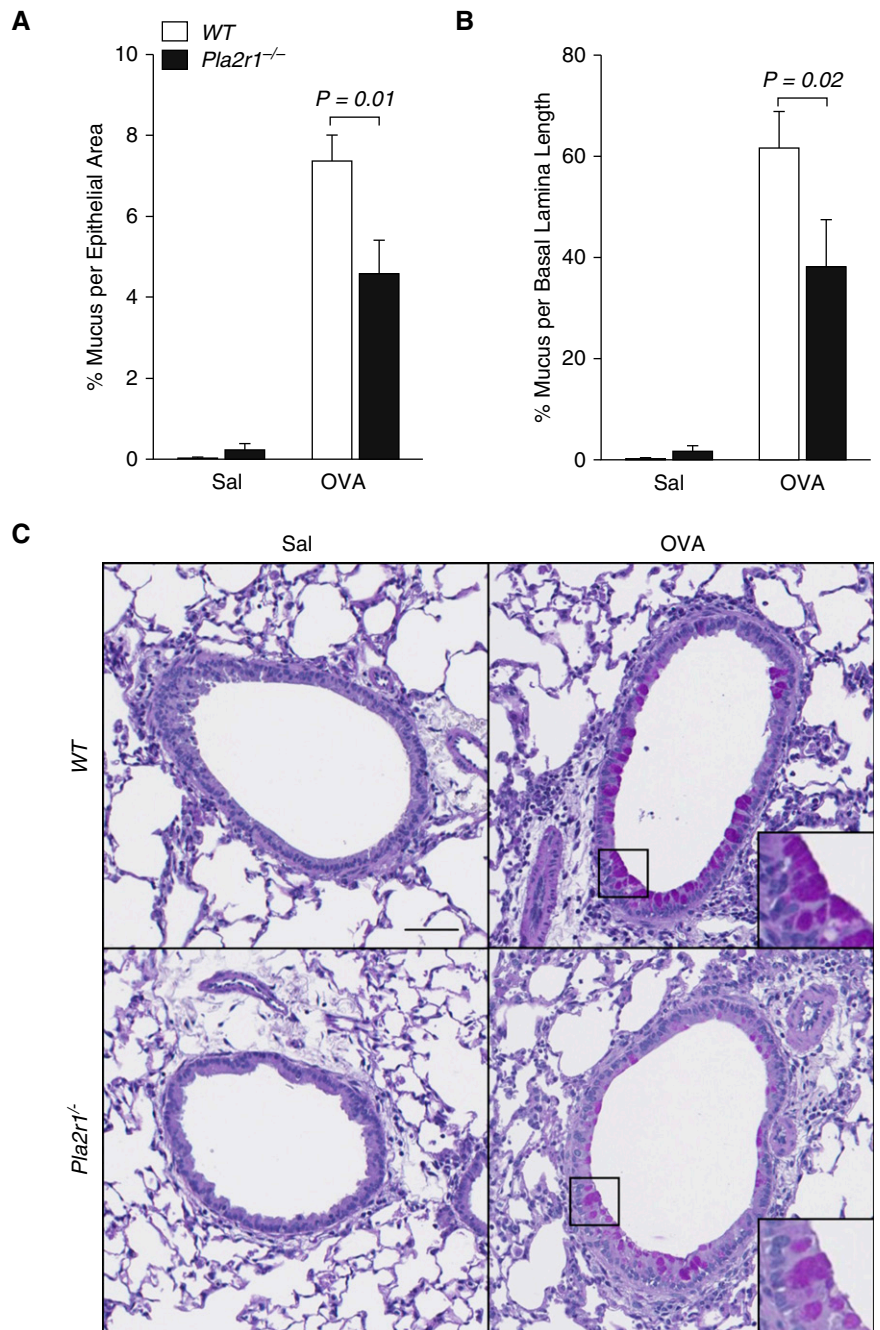 A
WT
Pla2r1–/–
P = 0.01
% Mucus per Epithelial Area
10
8
6
4
2
0
Sal OVA
B
P = 0.02
% Mucus per Basal Lamina Length
80
60
40
20
0
Sal OVA
C
Sal OVA
WT
Pla2r1/-